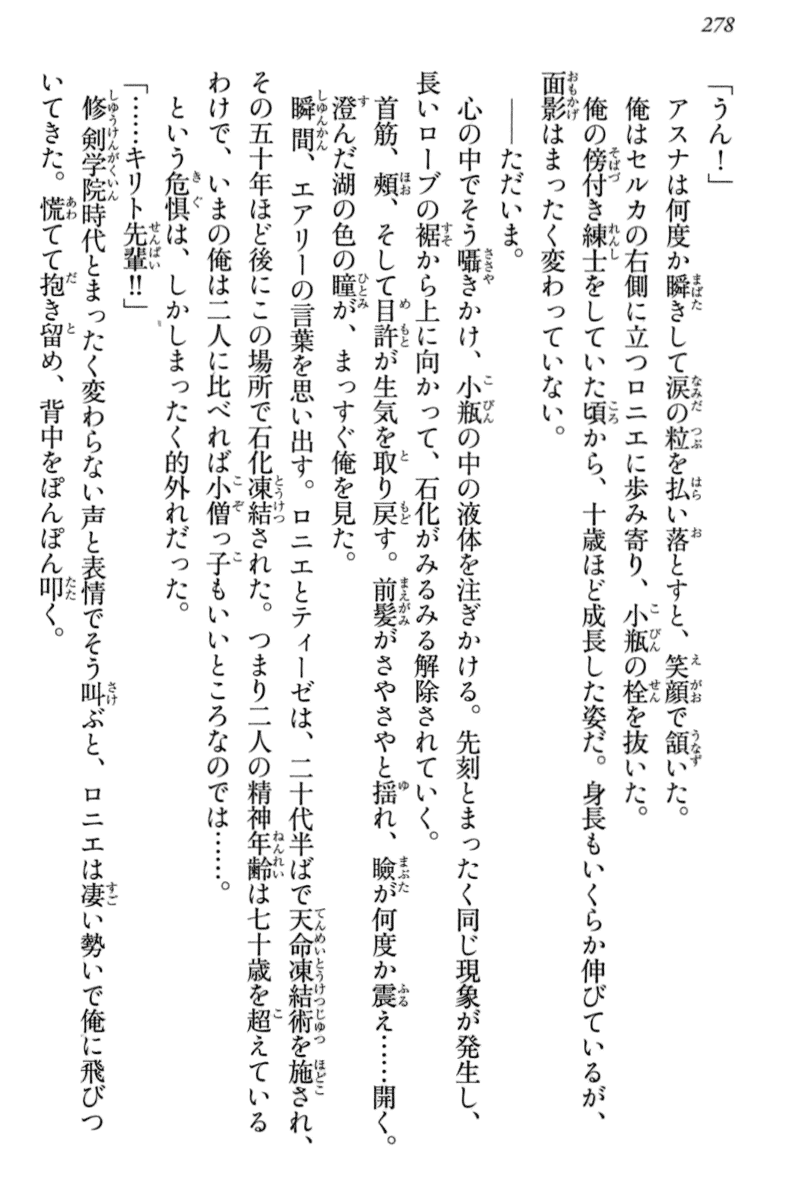 278
「うん！」
　アスナは何度か瞬きして涙の粒を払い落とすと、笑顔で頷いた。
　俺はセルカの右側に立つロニエに歩み寄り、小瓶の栓を抜いた。
　俺の傍付き練士をしていた頃から、十歳ほど成長した姿だ。身長もいくらか伸びているが、
面影はまったく変わっていない。
　――ただいま。
　心の中でそう囁きかけ、小瓶の中の液体を注ぎかける。先刻とまったく同じ現象が発生し、
長いローブの裾から上に向かって、石化がみるみる解除されていく。
　首筋、頬、そして目許が生気を取り戻す。前髪がさやさやと揺れ、瞼が何度か震え……開く。
澄んだ湖の色の瞳が、まっすぐ俺を見た。
　瞬間、エアリーの言葉を思い出す。ロニエとティーゼは、二十代半ばで天命凍結術を施され、
その五十年ほど後にこの場所で石化凍結された。つまり二人の精神年齢は七十歳を超えている
わけで、いまの俺は二人に比べれば小僧っ子もいいところなのでは……。
　という危惧は、しかしまったく的外れだった。
「……キリト先輩!!」
　修剣学院時代とまったく変わらない声と表情でそう叫ぶと、ロニエは凄い勢いで俺に飛びつ
いてきた。慌てて抱き留め、背中をぽんぽん叩く。